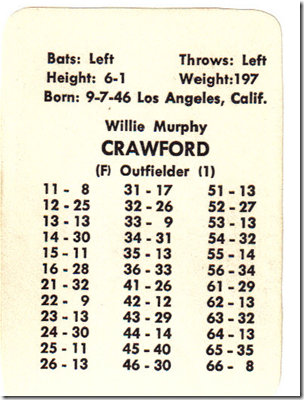 Bats: Left Throws: Left
Height: 6-1 Weight:197
Born: 9-7-46 Los Angeles, Calif.
Willie Murphy
CRAWFORD
(F) Outfielder (1)
11 - 8 31 - 17 51 - 13
12 - 25 32 - 26 52 - 27
13 - 13 33 - 9 53 - 13
14 - 30 34 - 31 54 - 32
15 - 11 35 - 13 55 - 14
16 - 28 36 - 33 56 - 34
21 - 32 41 - 26 61 - 29
22 - 9 42 - 12 62 - 13
23 - 13 43 - 29 63 - 32
24 - 30 44 - 14 64 - 13
25 - 11 45 - 40 65 - 35
26 - 13 46 - 30 66 - 8